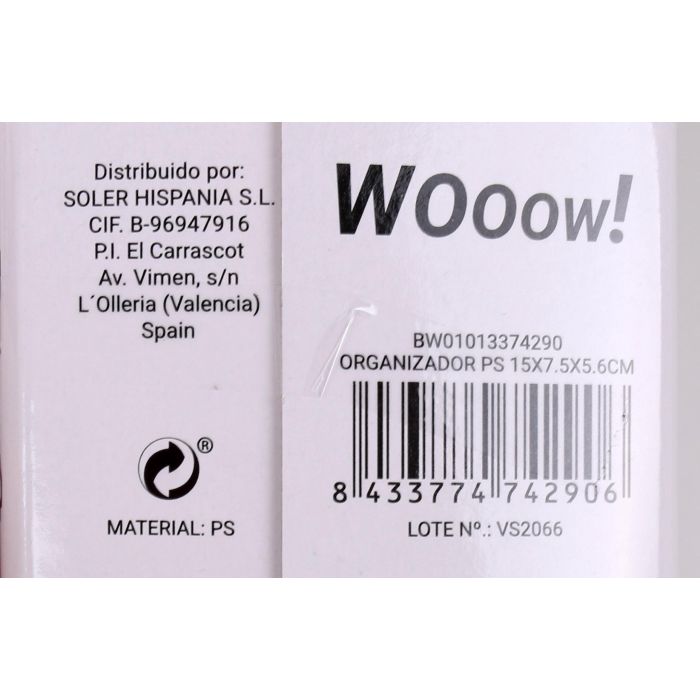 Distribuido por:
SOLER HISPANIA S.L.
CIF. B-96947916
P.I. El Carrascot
Av. Vimen, s/n
L´Olleria (Valencia)
Spain
®
MATERIAL: PS
WOOOW!
BW01013374290
ORGANIZADOR PS 15X7.5X5.6CM
8 433774 742906
LOTE Nº.: VS2066